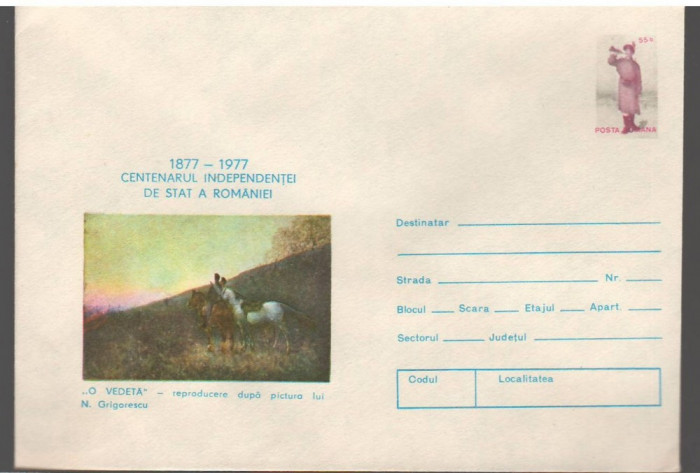 55 B.
POSTA ROMANA
1877 – 1977
CENTENARUL INDEPENDENȚEI
DE STAT A ROMÂNIEI
Destinatar
Strada Nr.
Blocul Scara Etajul Apart.
Sectorul Județul
Codul Localitatea
„O VEDETĂ" – reproducere după pictura lui
N. Grigorescu